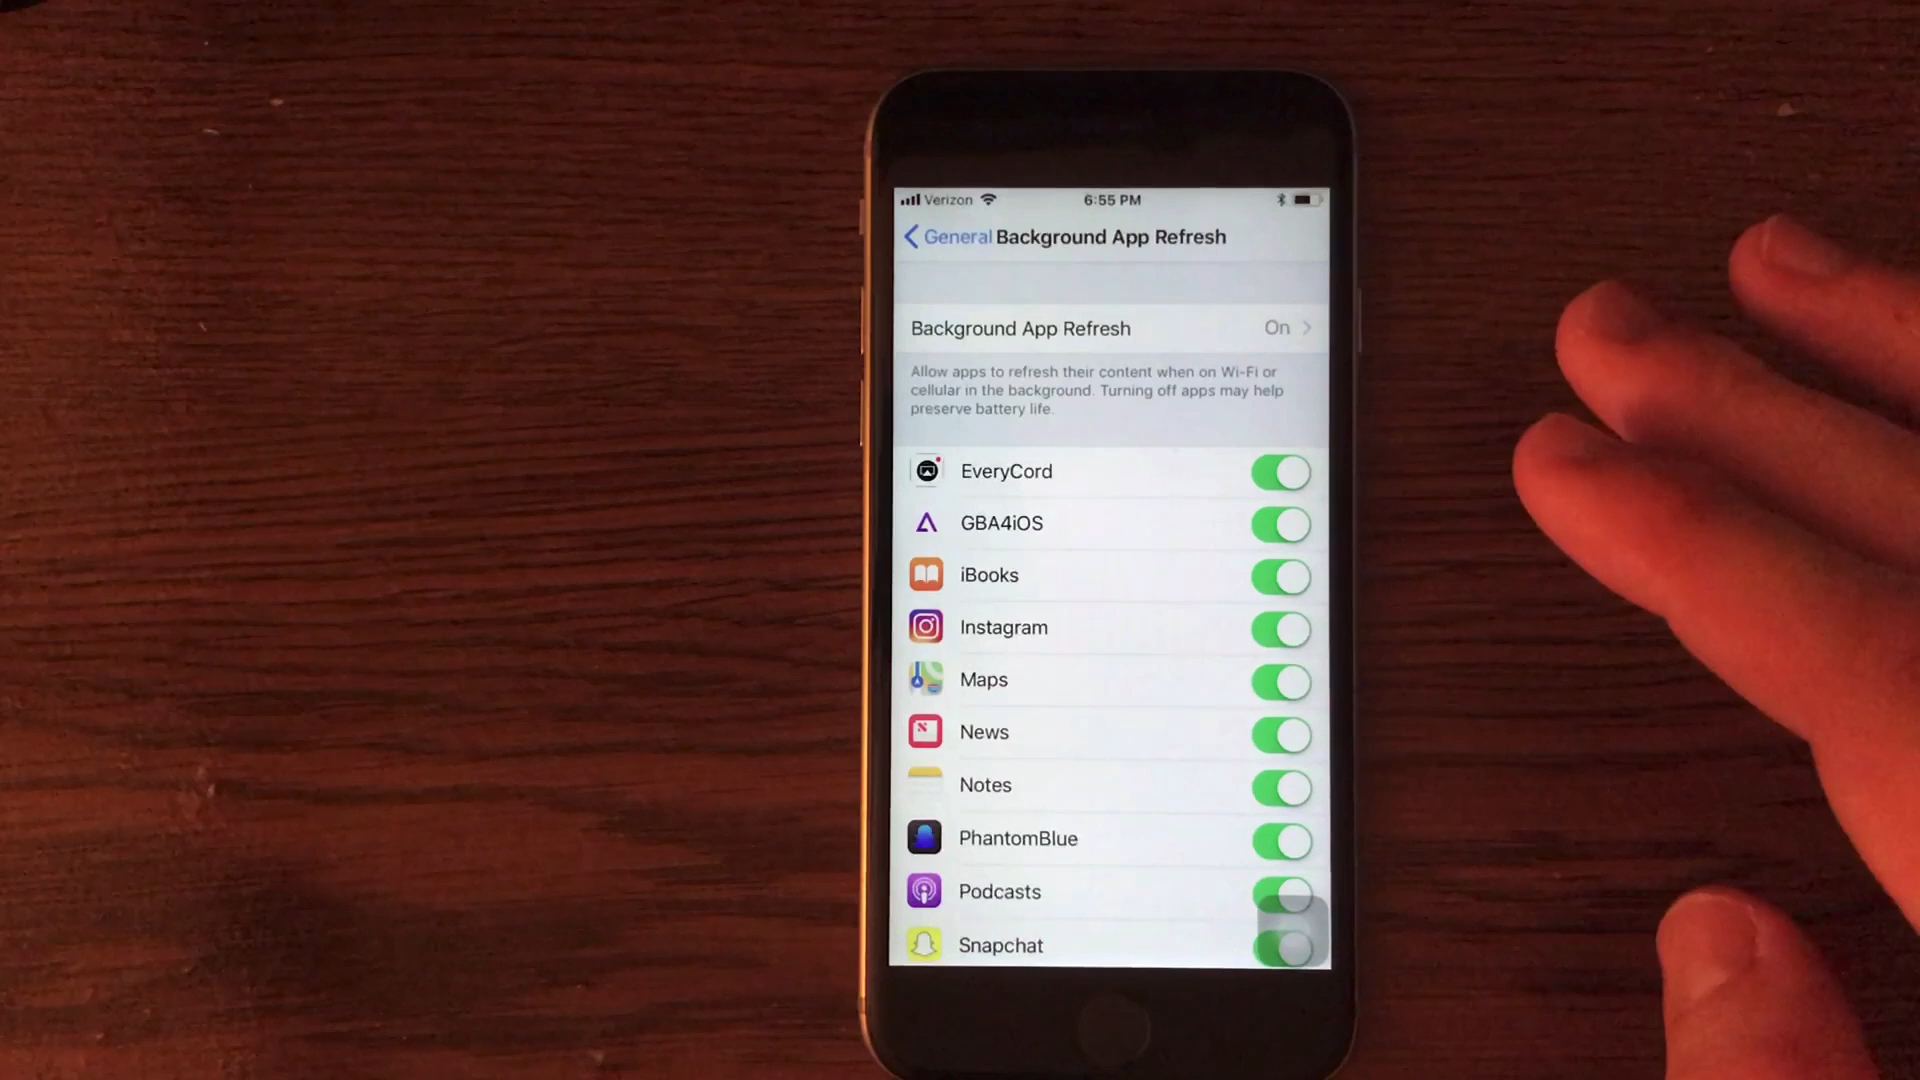 Verizon 6:55 PM
General Background App Refresh
Background App Refresh On
Allow apps to refresh their content when on Wi-Fi or
cellular in the background. Turning off apps may help
preserve battery life.
EveryCord
GBA4iOS
iBooks
Instagram
Maps
News
Notes
PhantomBlue
Podcasts
Snapchat